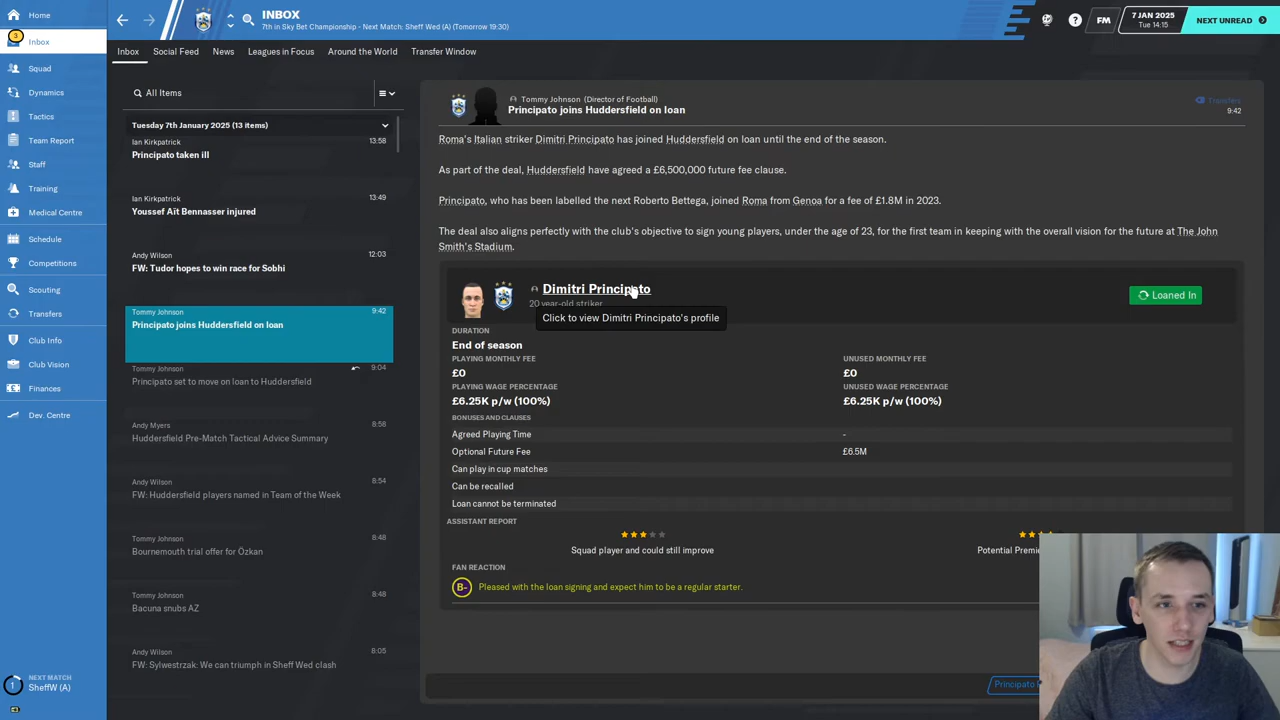 Home
INBOX
7th in Sky Bet Championship - Next Match: Sheff Wed (A) (Tomorrow 19:30)
?
FM
7 JAN 2025
Tue 14:15
NEXT UNREAD
3
Inbox
Squad
Dynamics
Tactics
Team Report
Staff
Training
Medical Centre
Schedule
Competitions
Scouting
Transfers
Club Info
Club Vision
Finances
Dev. Centre
1
NEXT MATCH
SheffW (A)
Inbox
Social Feed
News
Leagues in Focus
Around the World
Transfer Window
All Items
Tuesday 7th January 2025 (13 items)
Ian Kirkpatrick
13:58
Principato taken ill
Ian Kirkpatrick
13:49
Youssef Aït Bennasser injured
Andy Wilson
12:03
FW: Tudor hopes to win race for Sobhi
Tommy Johnson
9:42
Principato joins Huddersfield on loan
Tommy Johnson
9:04
Principato set to move on loan to Huddersfield
Andy Myers
8:58
Huddersfield Pre-Match Tactical Advice Summary
Andy Wilson
8:54
FW: Huddersfield players named in Team of the Week
Tommy Johnson
8:48
Bournemouth trial offer for Özkan
Tommy Johnson
8:48
Bacuna snubs AZ
Andy Wilson
8:05
FW: Sylwestrzak: We can triumph in Sheff Wed clash
Tommy Johnson (Director of Football)
Principato joins Huddersfield on loan
Transfers
9:42
Roma's Italian striker Dimitri Principato has joined Huddersfield on loan until the end of the season.
As part of the deal, Huddersfield have agreed a £6,500,000 future fee clause.
Principato, who has been labelled the next Roberto Bettega, joined Roma from Genoa for a fee of £1.8M in 2023.
The deal also aligns perfectly with the club's objective to sign young players, under the age of 23, for the first team in keeping with the overall vision for the future at The John
Smith's Stadium.
Dimitri Principato
20 year-old striker
Loaned In
Click to view Dimitri Principato's profile
DURATION
End of season
PLAYING MONTHLY FEE
UNUSED MONTHLY FEE
£0
£0
PLAYING WAGE PERCENTAGE
UNUSED WAGE PERCENTAGE
£6.25K p/w (100%)
£6.25K p/w (100%)
BONUSES AND CLAUSES
Agreed Playing Time
-
Optional Future Fee
£6.5M
Can play in cup matches
Can be recalled
Loan cannot be terminated
ASSISTANT REPORT
Squad player and could still improve
Potential
FAN REACTION
B-
Pleased with the loan signing and expect him to be a regular starter.
Principato